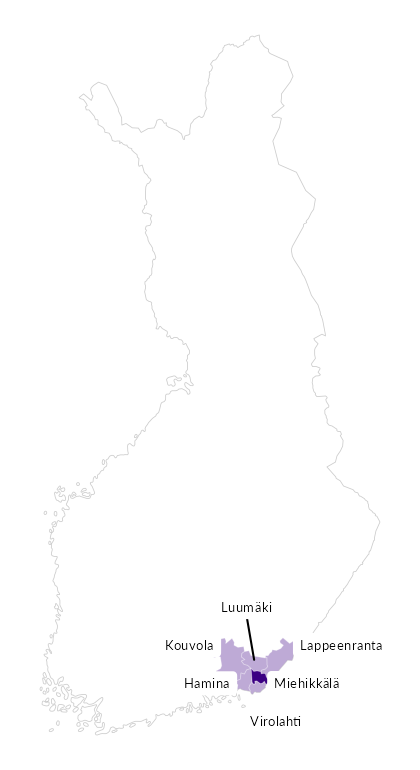 Luumäki
Kouvola
Lappeenranta
Hamina
Miehikkälä
Virolahti